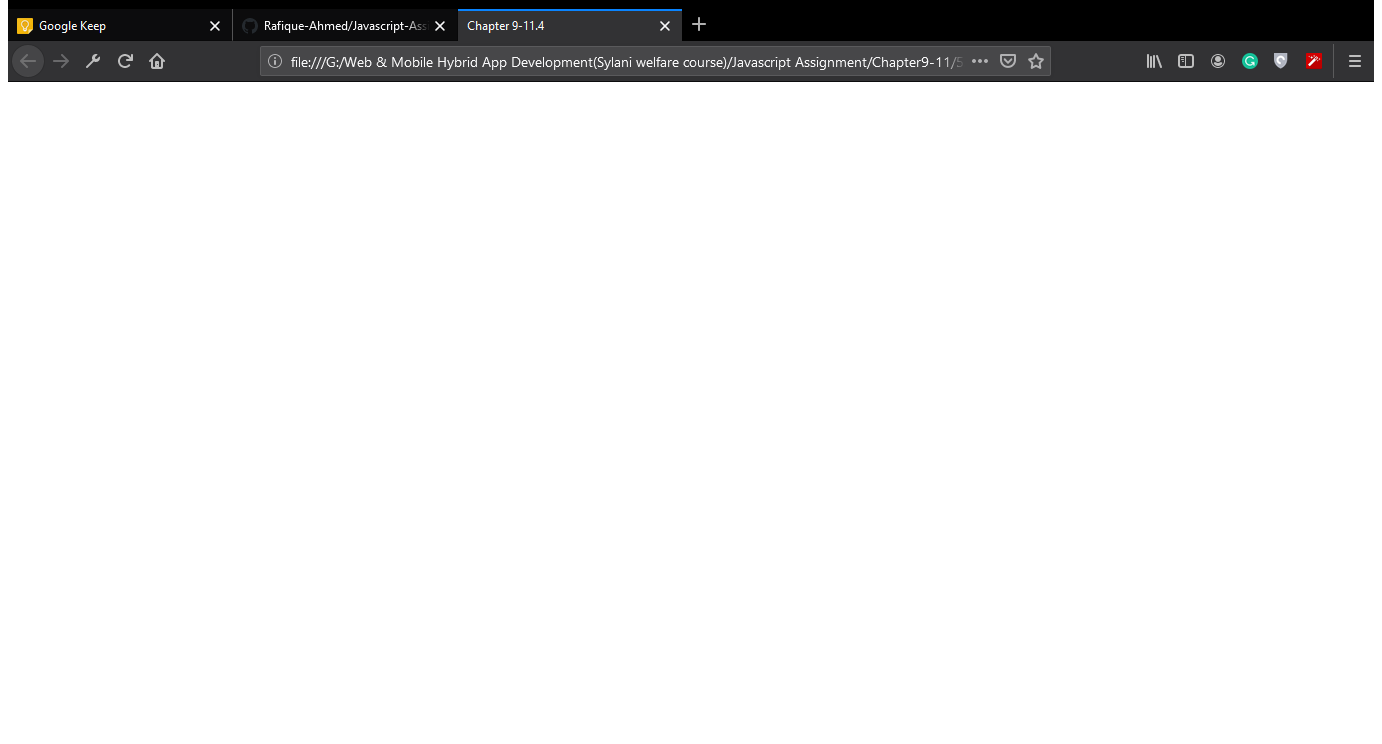 Google Keep
Rafique-Ahmed/Javascript-Ass
Chapter 9-11.4
file:///G:/Web & Mobile Hybrid App Development(Sylani welfare course)/Javascript Assignment/Chapter9-11/5